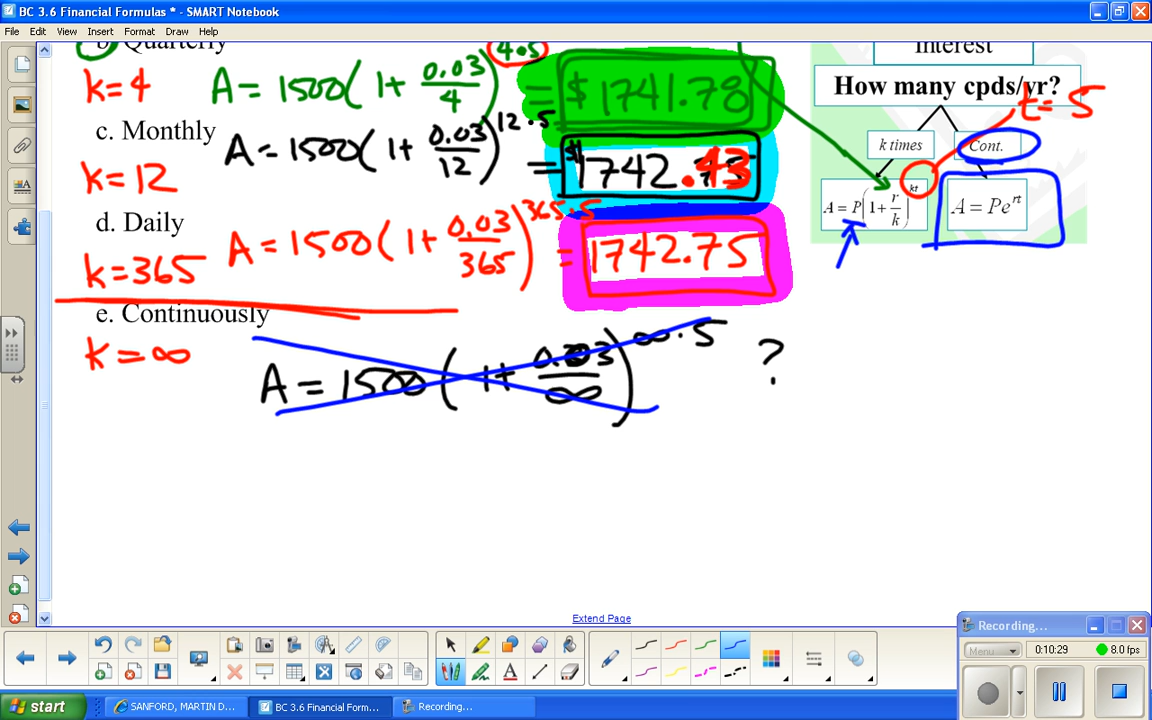 BC 3.6 Financial Formulas * - SMART Notebook
File Edit View Insert Format Draw Help
b. Quarterly
k=4
A = 1500(1+ 0.03/4)^4.5 = $1741.78
c. Monthly
k=12
A = 1500(1+ 0.03/12)^12·5 = $1742.43
d. Daily
k=365
A = 1500(1+ 0.03/365)^365·5 = 1742.75
e. Continuously
k=∞
A = 1500(1+ 0.03/∞)^∞·5 ?
Interest
How many cpds/yr?
t=5
k times
Cont.
A = P(1+ r/k)^kt
A = Pe^rt
Extend Page
Recording...
Menu
0:10:29
8.0 fps
start
SANFORD, MARTIN D...
BC 3.6 Financial Form...
Recording...